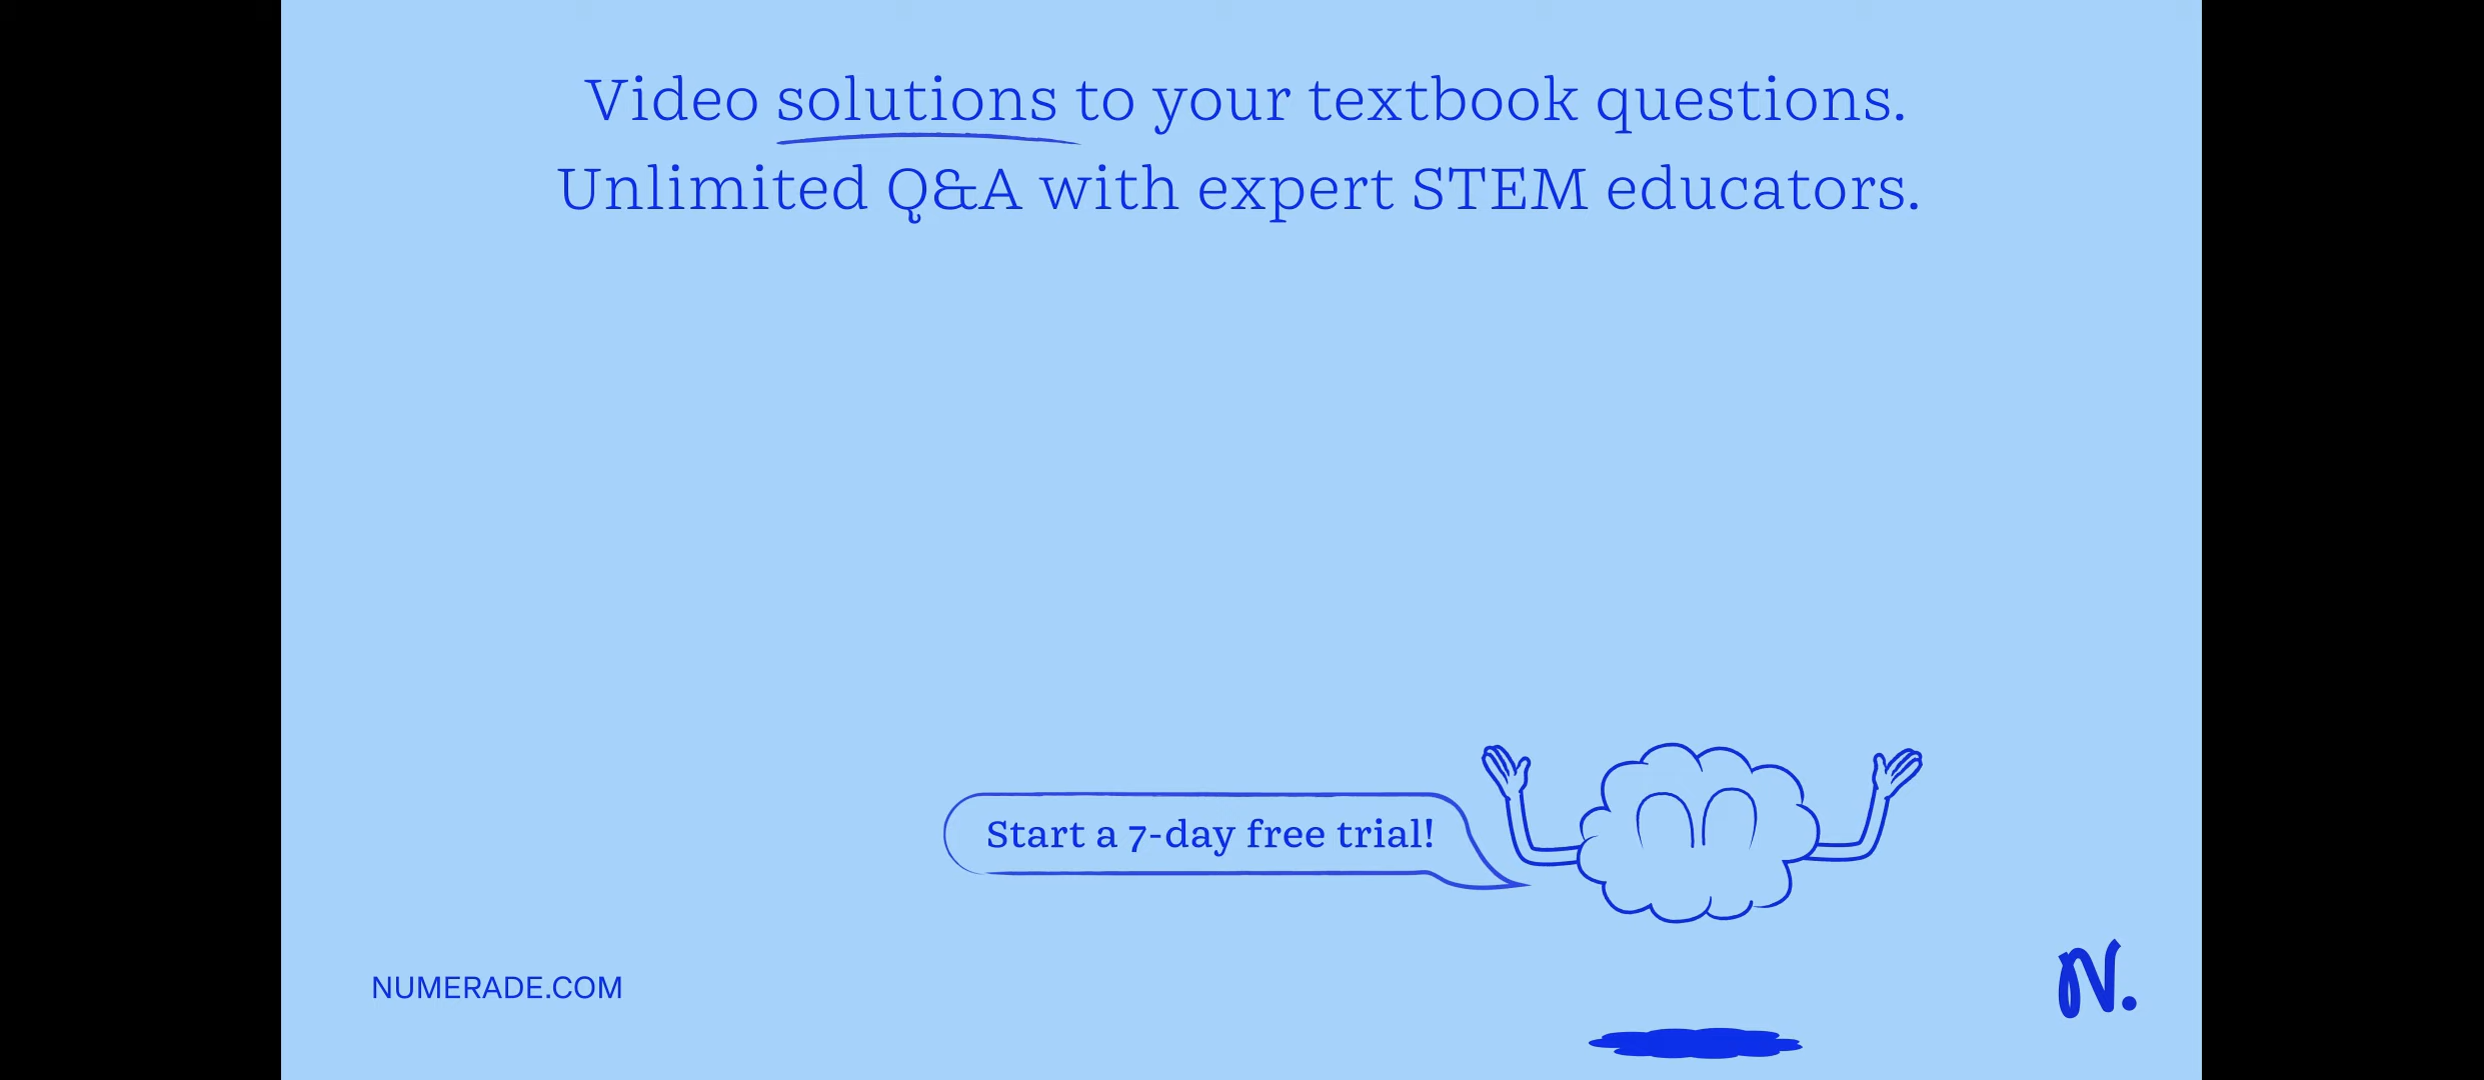 Video solutions to your textbook questions.
Unlimited Q&A with expert STEM educators.
Start a 7-day free trial!
NUMERADE.COM
N.